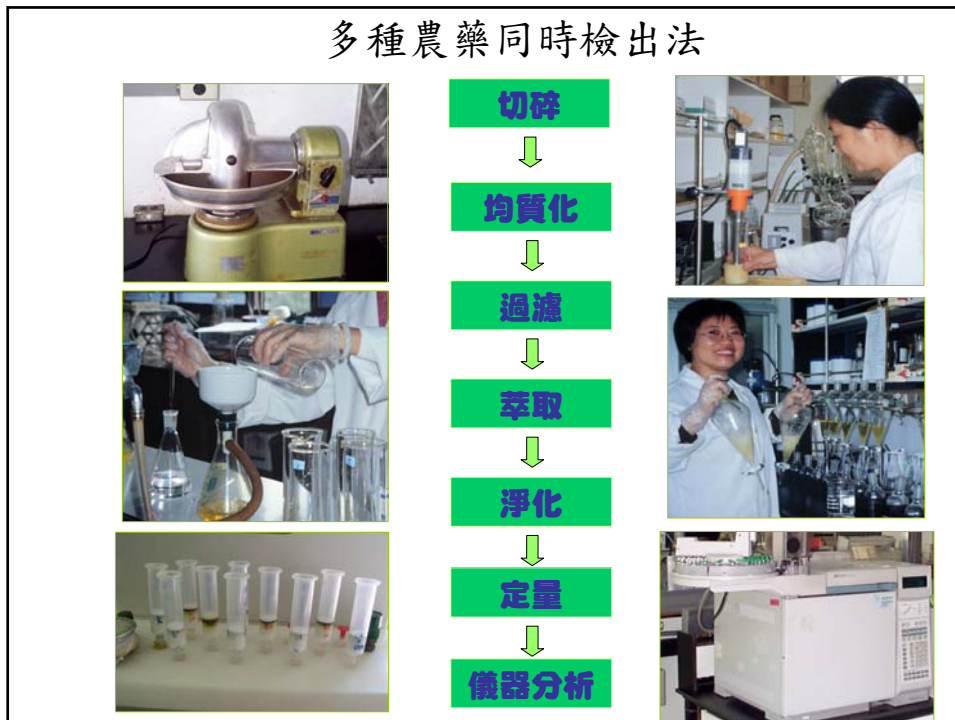 多種農藥同時檢出法
切碎
均質化
過濾
萃取
淨化
定量
儀器分析